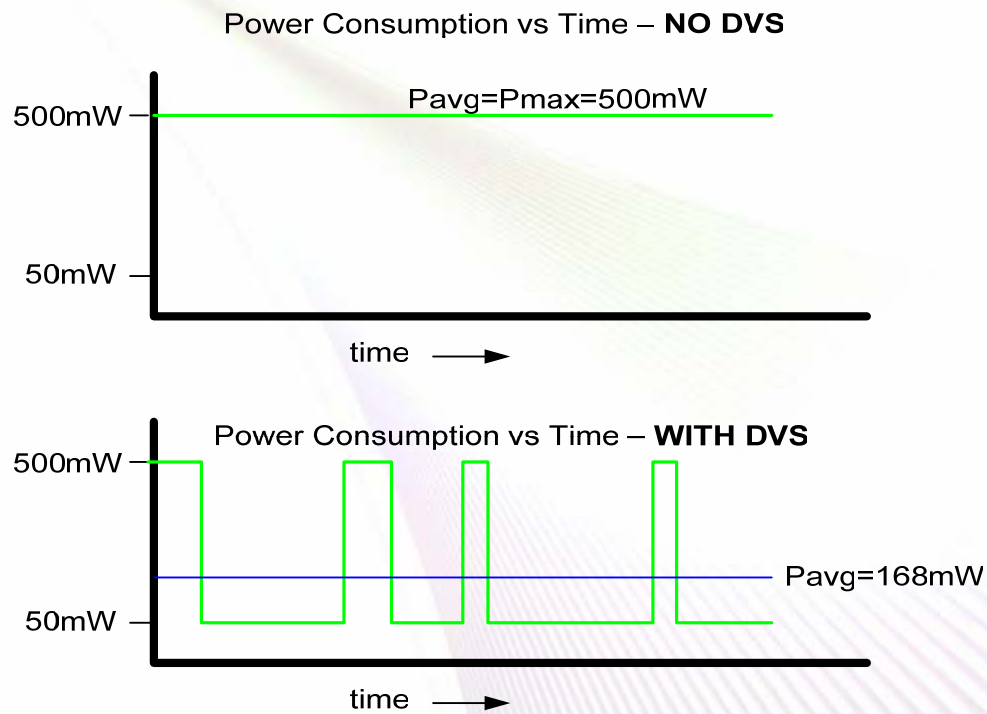 Power Consumption vs Time – NO DVS
Pavg=Pmax=500mW
500mW
50mW
time
Power Consumption vs Time – WITH DVS
500mW
Pavg=168mW
50mW
time